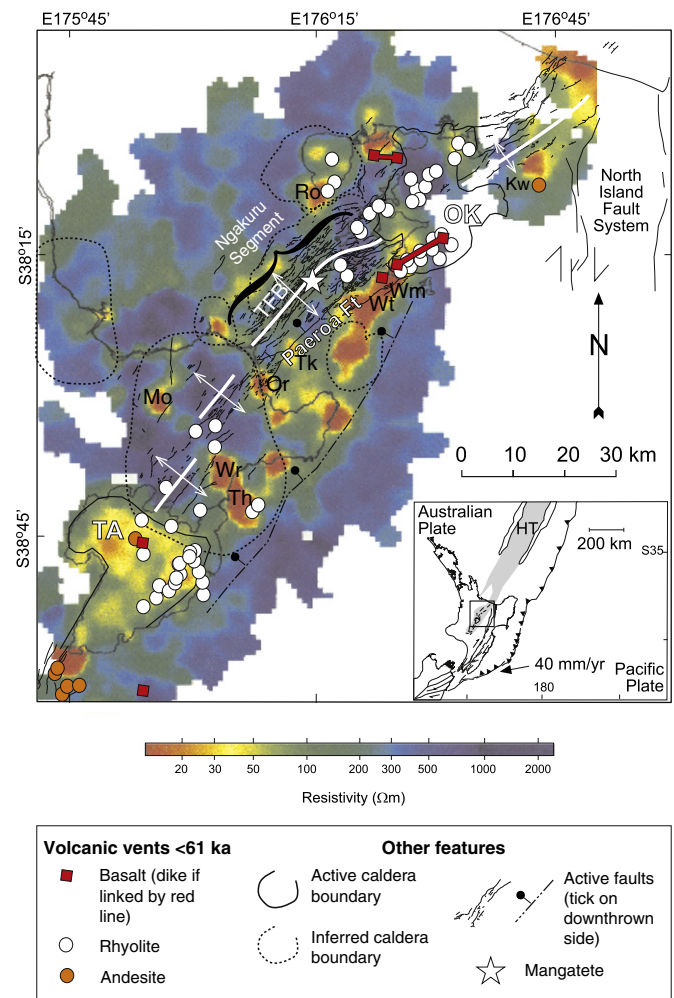 E175º45'
E176º15'
E176º45'
S38º15'
S38º45'
Ro
Kw
North
Island
Fault
System
Ngakuru
Segment
OK
TFB
Wm
Wt
Paeroa Ft
Tk
Or
Mo
N
Wr
Th
TA
0 10 20 30 km
Australian
Plate
HT
200 km
S35
40 mm/yr
Pacific
Plate
180
20 30 50 100 200 300 500 1000 2000
Resistivity (Ωm)
Volcanic vents <61 ka
Basalt (dike if
linked by red
line)
Rhyolite
Andesite
Other features
Active caldera
boundary
Inferred caldera
boundary
Active faults
(tick on
downthrown
side)
Mangatete